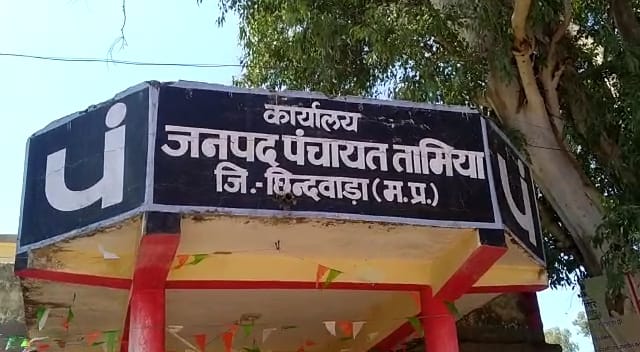 पं
कार्यालय
जनपद पंचायत तामिया
जि.- छिन्दवाड़ा (म.प्र.)
पं